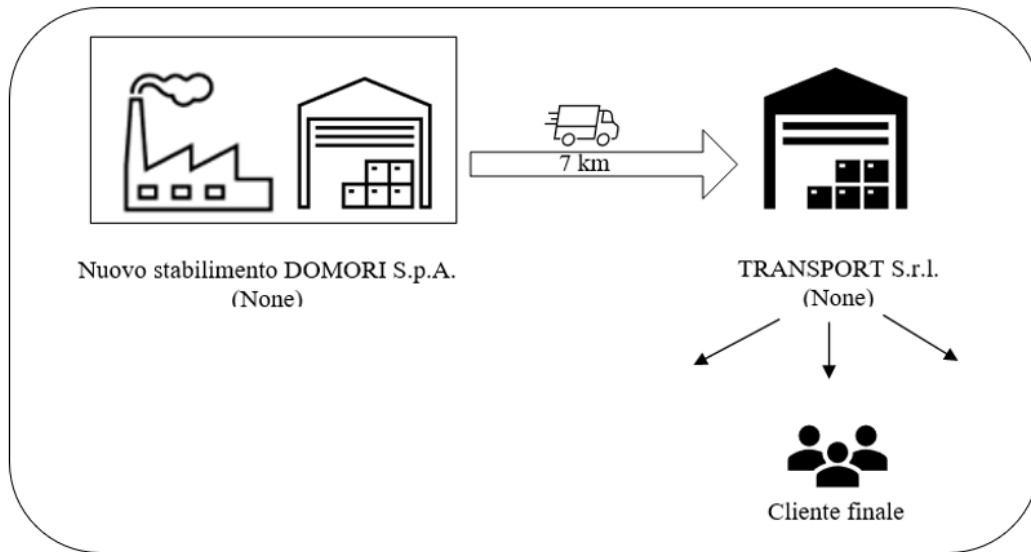 7 km
Nuovo stabilimento DOMORI S.p.A.
(None)
TRANSPORT S.r.l.
(None)
Cliente finale